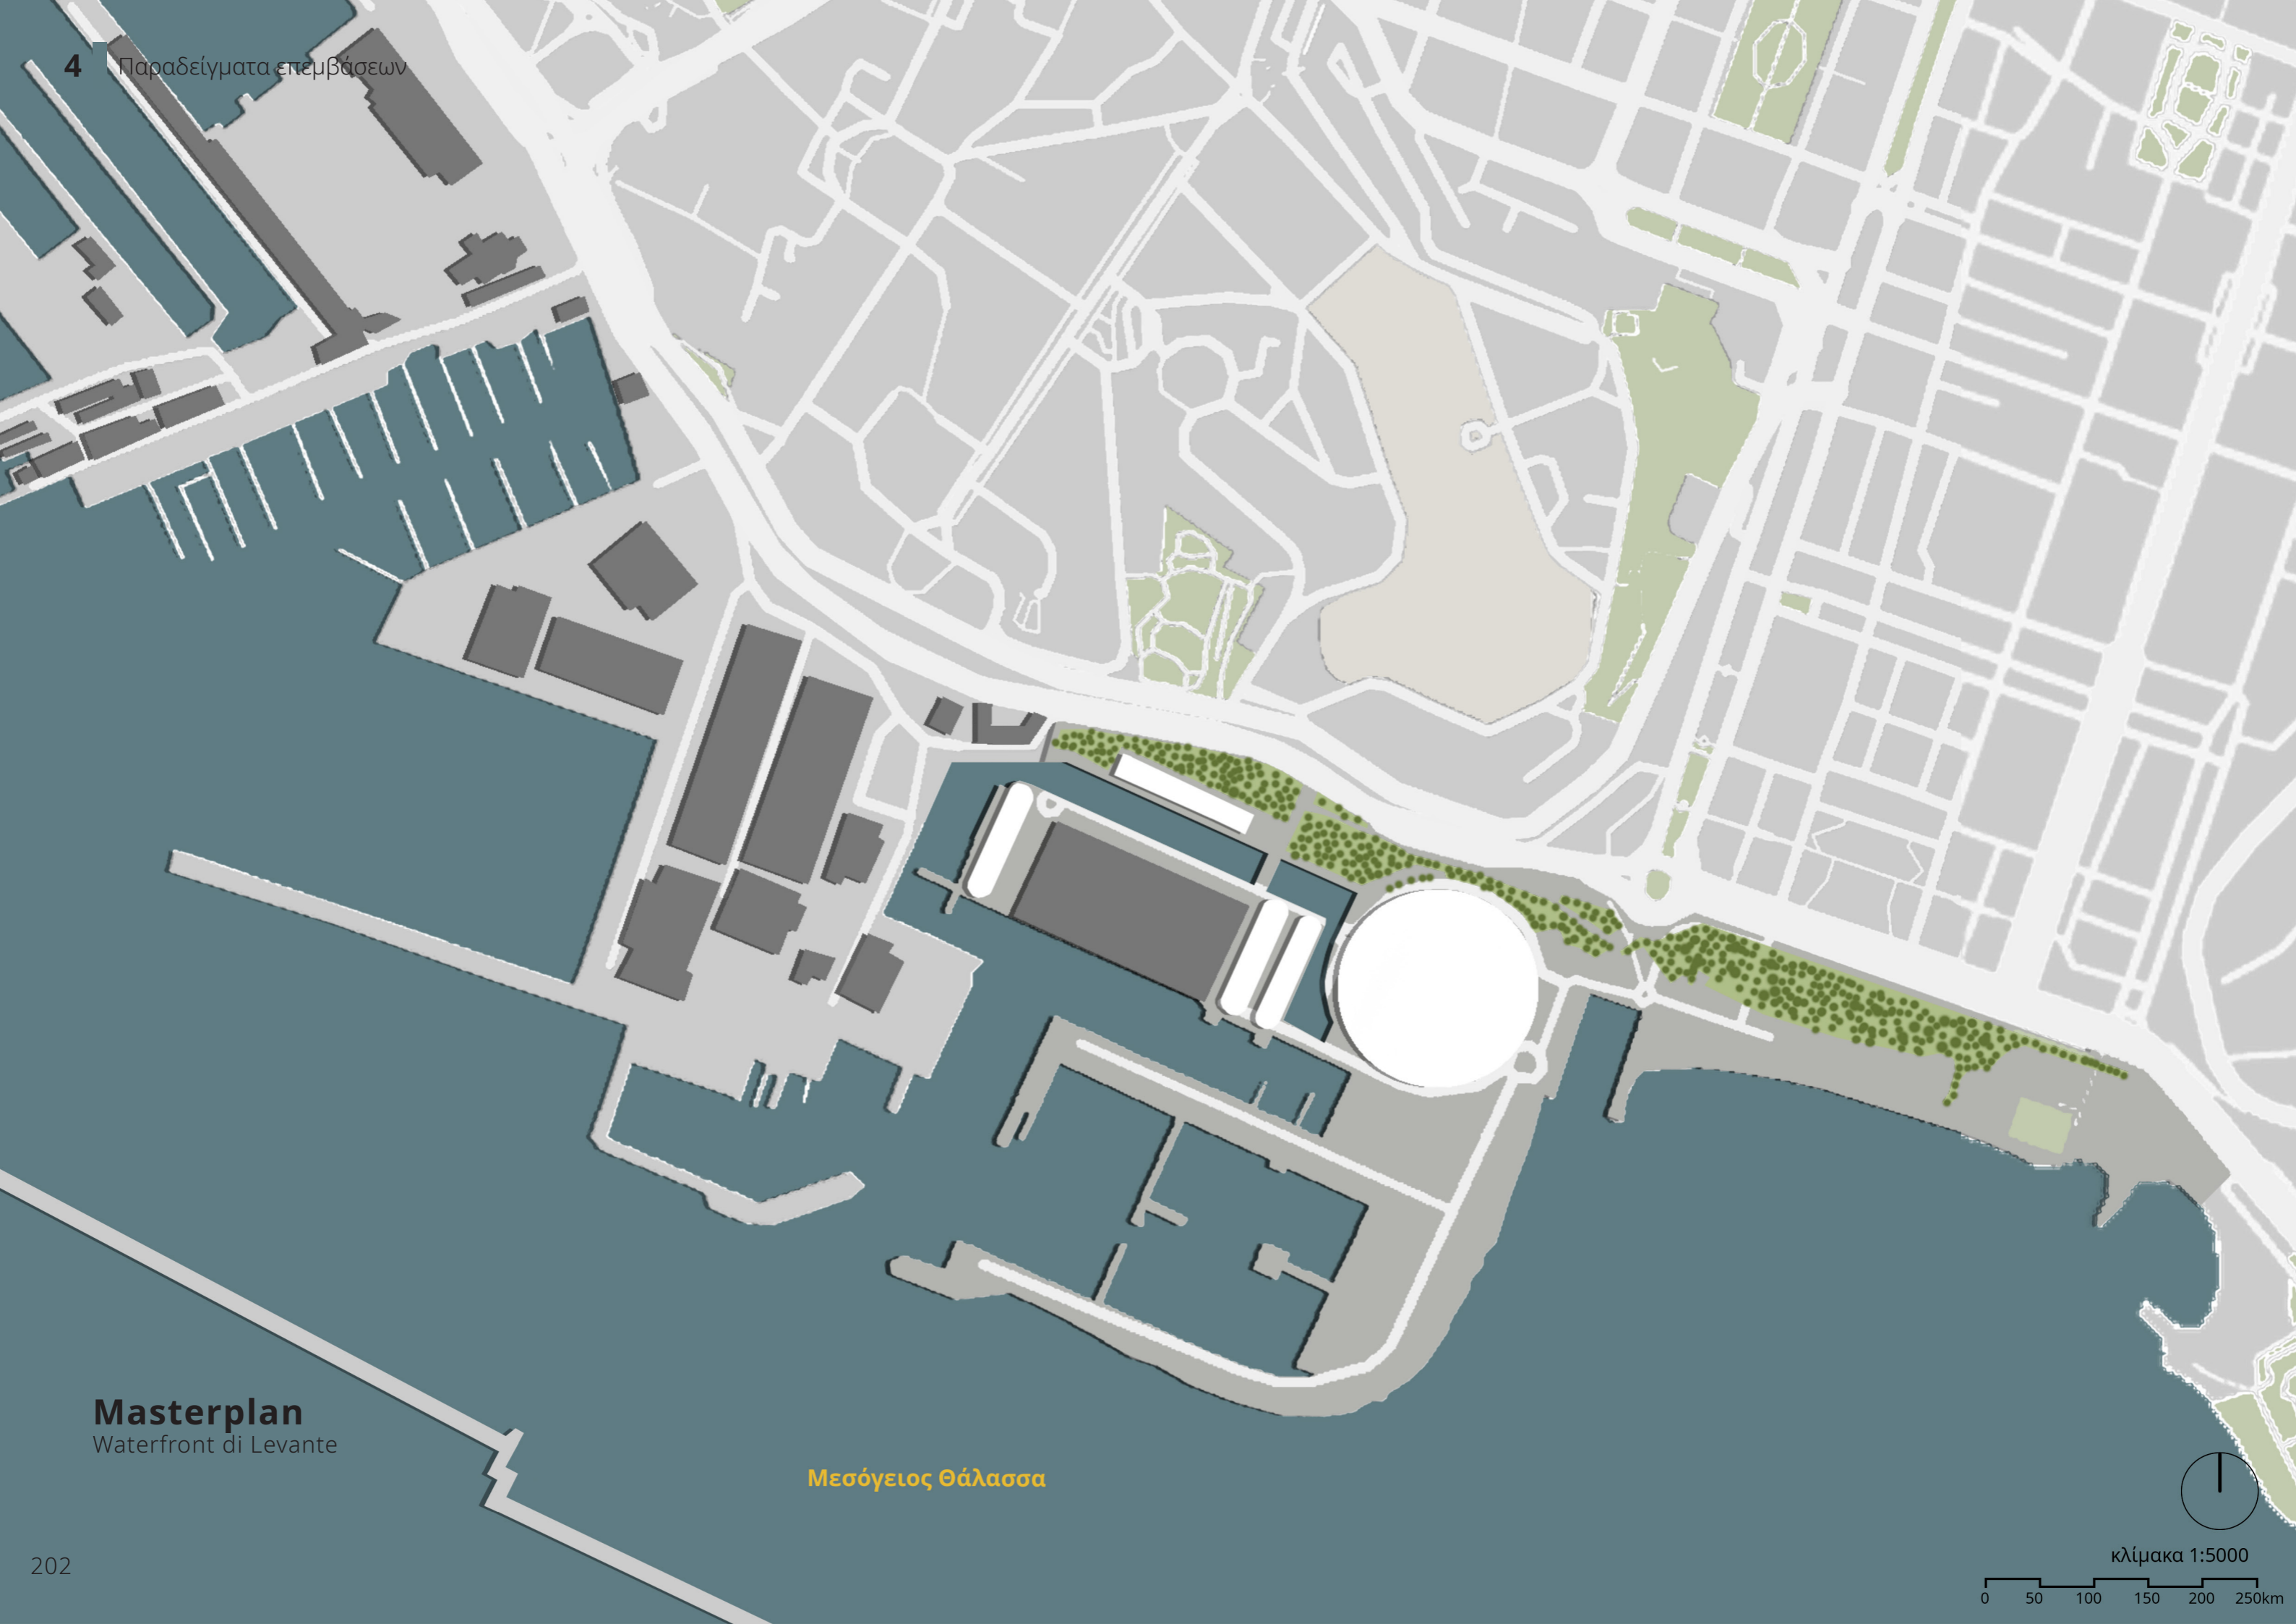 4 Παραδείγματα επεμβάσεων
Masterplan
Waterfront di Levante
Μεσόγειος Θάλασσα
κλίμακα 1:5000
0 50 100 150 200 250km
202